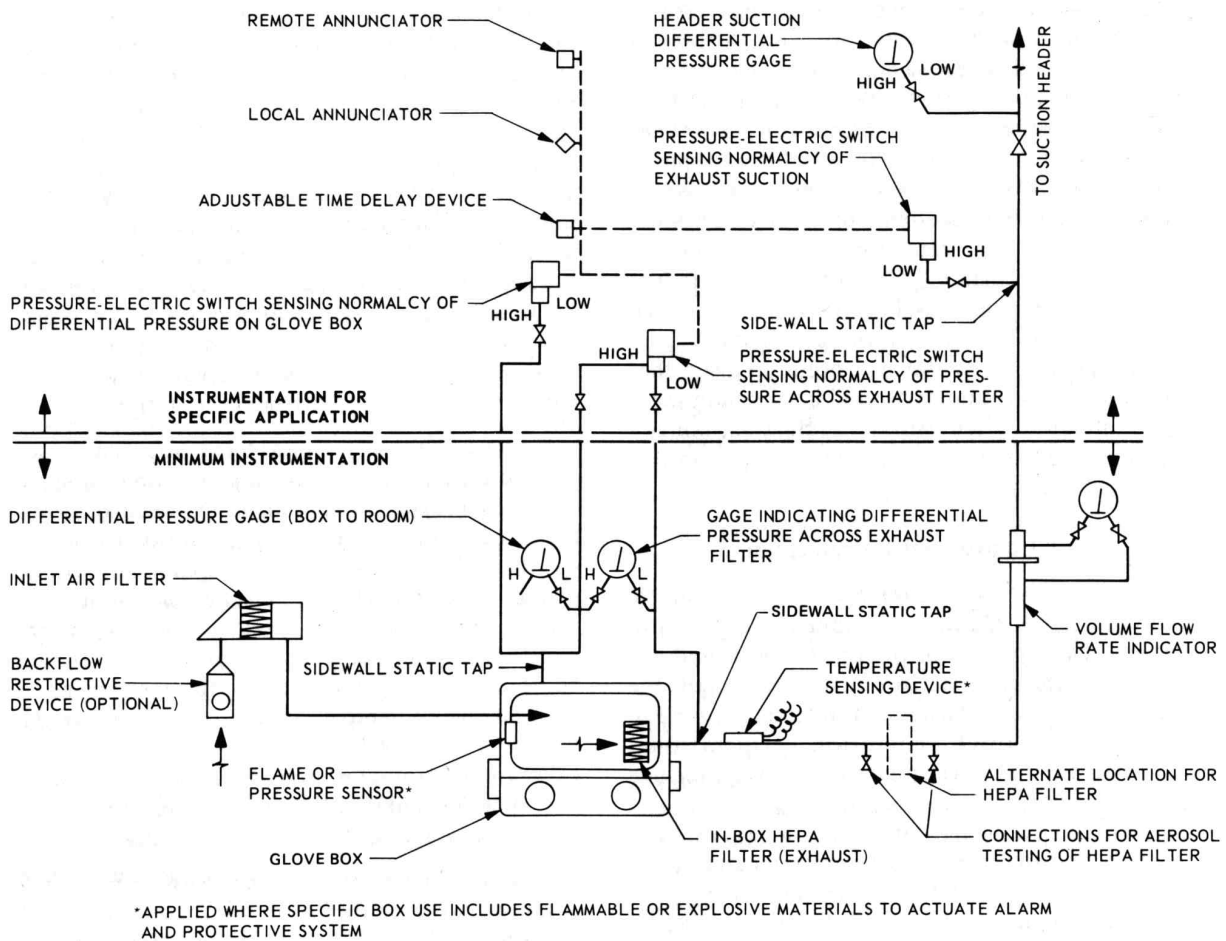 REMOTE ANNUNCIATOR
LOCAL ANNUNCIATOR
ADJUSTABLE TIME DELAY DEVICE
HEADER SUCTION
DIFFERENTIAL
PRESSURE GAGE
HIGH
LOW
TO SUCTION HEADER
PRESSURE-ELECTRIC SWITCH
SENSING NORMALCY OF
EXHAUST SUCTION
HIGH
LOW
SIDE-WALL STATIC TAP
PRESSURE-ELECTRIC SWITCH SENSING NORMALCY OF
DIFFERENTIAL PRESSURE ON GLOVE BOX
LOW
HIGH
HIGH
LOW
PRESSURE-ELECTRIC SWITCH
SENSING NORMALCY OF PRES-
SURE ACROSS EXHAUST FILTER
INSTRUMENTATION FOR
SPECIFIC APPLICATION
MINIMUM INSTRUMENTATION
DIFFERENTIAL PRESSURE GAGE (BOX TO ROOM)
H
L
H
L
GAGE INDICATING DIFFERENTIAL
PRESSURE ACROSS EXHAUST
FILTER
INLET AIR FILTER
BACKFLOW
RESTRICTIVE
DEVICE (OPTIONAL)
SIDEWALL STATIC TAP
SIDEWALL STATIC TAP
TEMPERATURE
SENSING DEVICE*
VOLUME FLOW
RATE INDICATOR
FLAME OR
PRESSURE SENSOR*
GLOVE BOX
IN-BOX HEPA
FILTER (EXHAUST)
ALTERNATE LOCATION FOR
HEPA FILTER
CONNECTIONS FOR AEROSOL
TESTING OF HEPA FILTER
*APPLIED WHERE SPECIFIC BOX USE INCLUDES FLAMMABLE OR EXPLOSIVE MATERIALS TO ACTUATE ALARM
AND PROTECTIVE SYSTEM